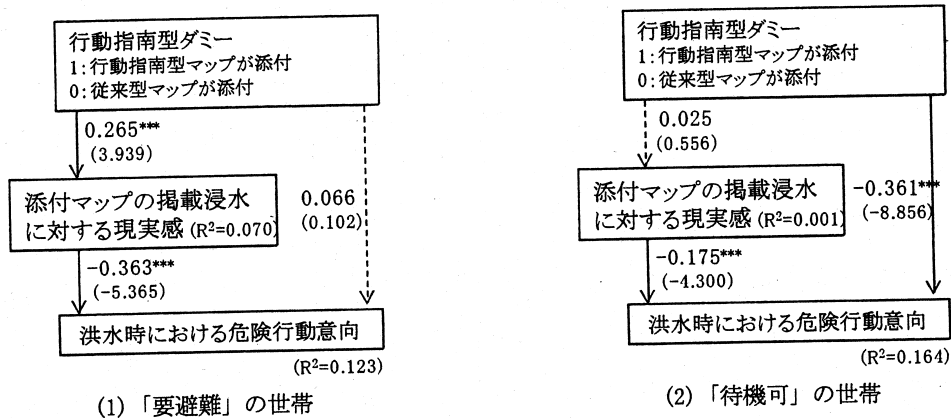 行動指南型ダミー
1:行動指南型マップが添付
0:従来型マップが添付
0.265***
(3.939)
添付マップの掲載浸水
に対する現実感 (R²=0.070)
0.066
(0.102)
-0.363***
(-5.365)
洪水時における危険行動意向
(R²=0.123)
(1) 「要避難」の世帯
行動指南型ダミー
1:行動指南型マップが添付
0:従来型マップが添付
0.025
(0.556)
添付マップの掲載浸水
に対する現実感 (R²=0.001)
-0.361***
(-8.856)
-0.175***
(-4.300)
洪水時における危険行動意向
(R²=0.164)
(2) 「待機可」の世帯